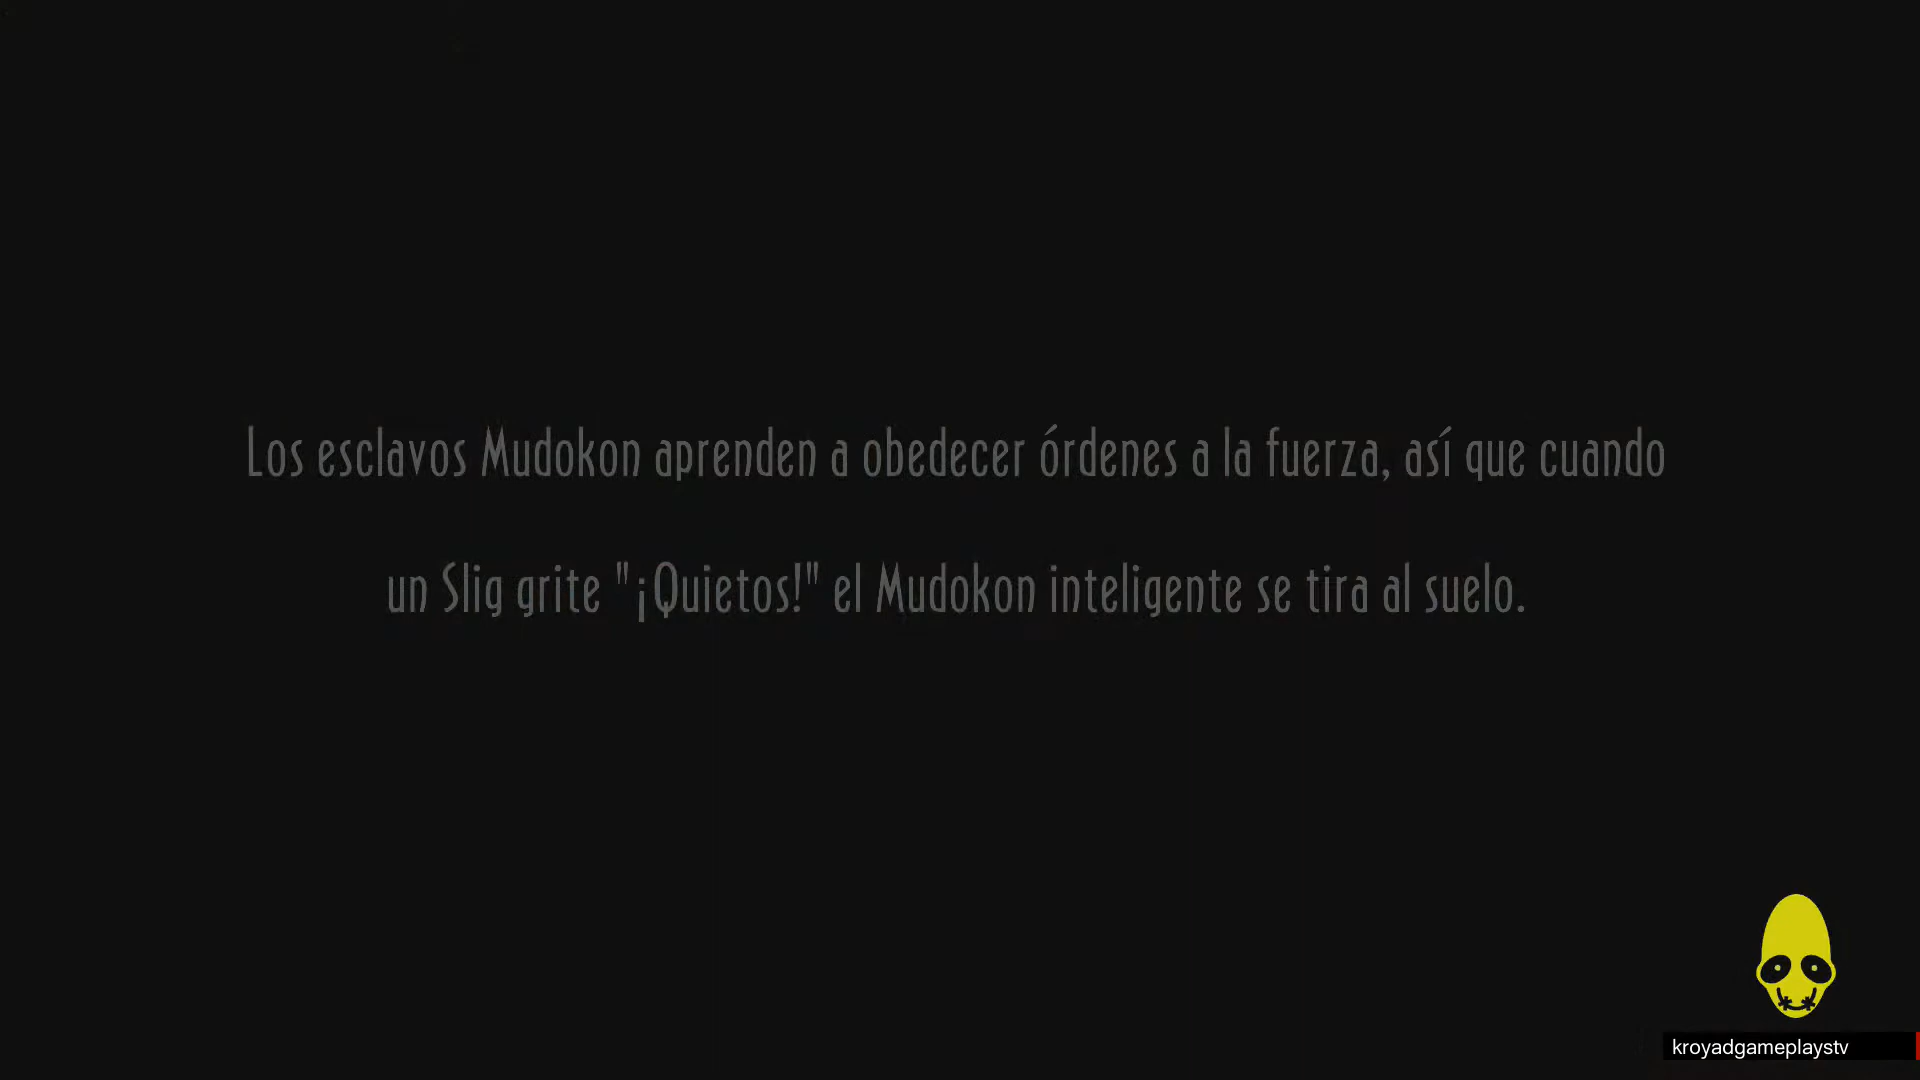 Los esclavos Mudokon aprenden a obedecer órdenes a la fuerza, así que cuando
un Slig grite "¡Quietos!" el Mudokon inteligente se tira al suelo.
kroyadgameplaystv